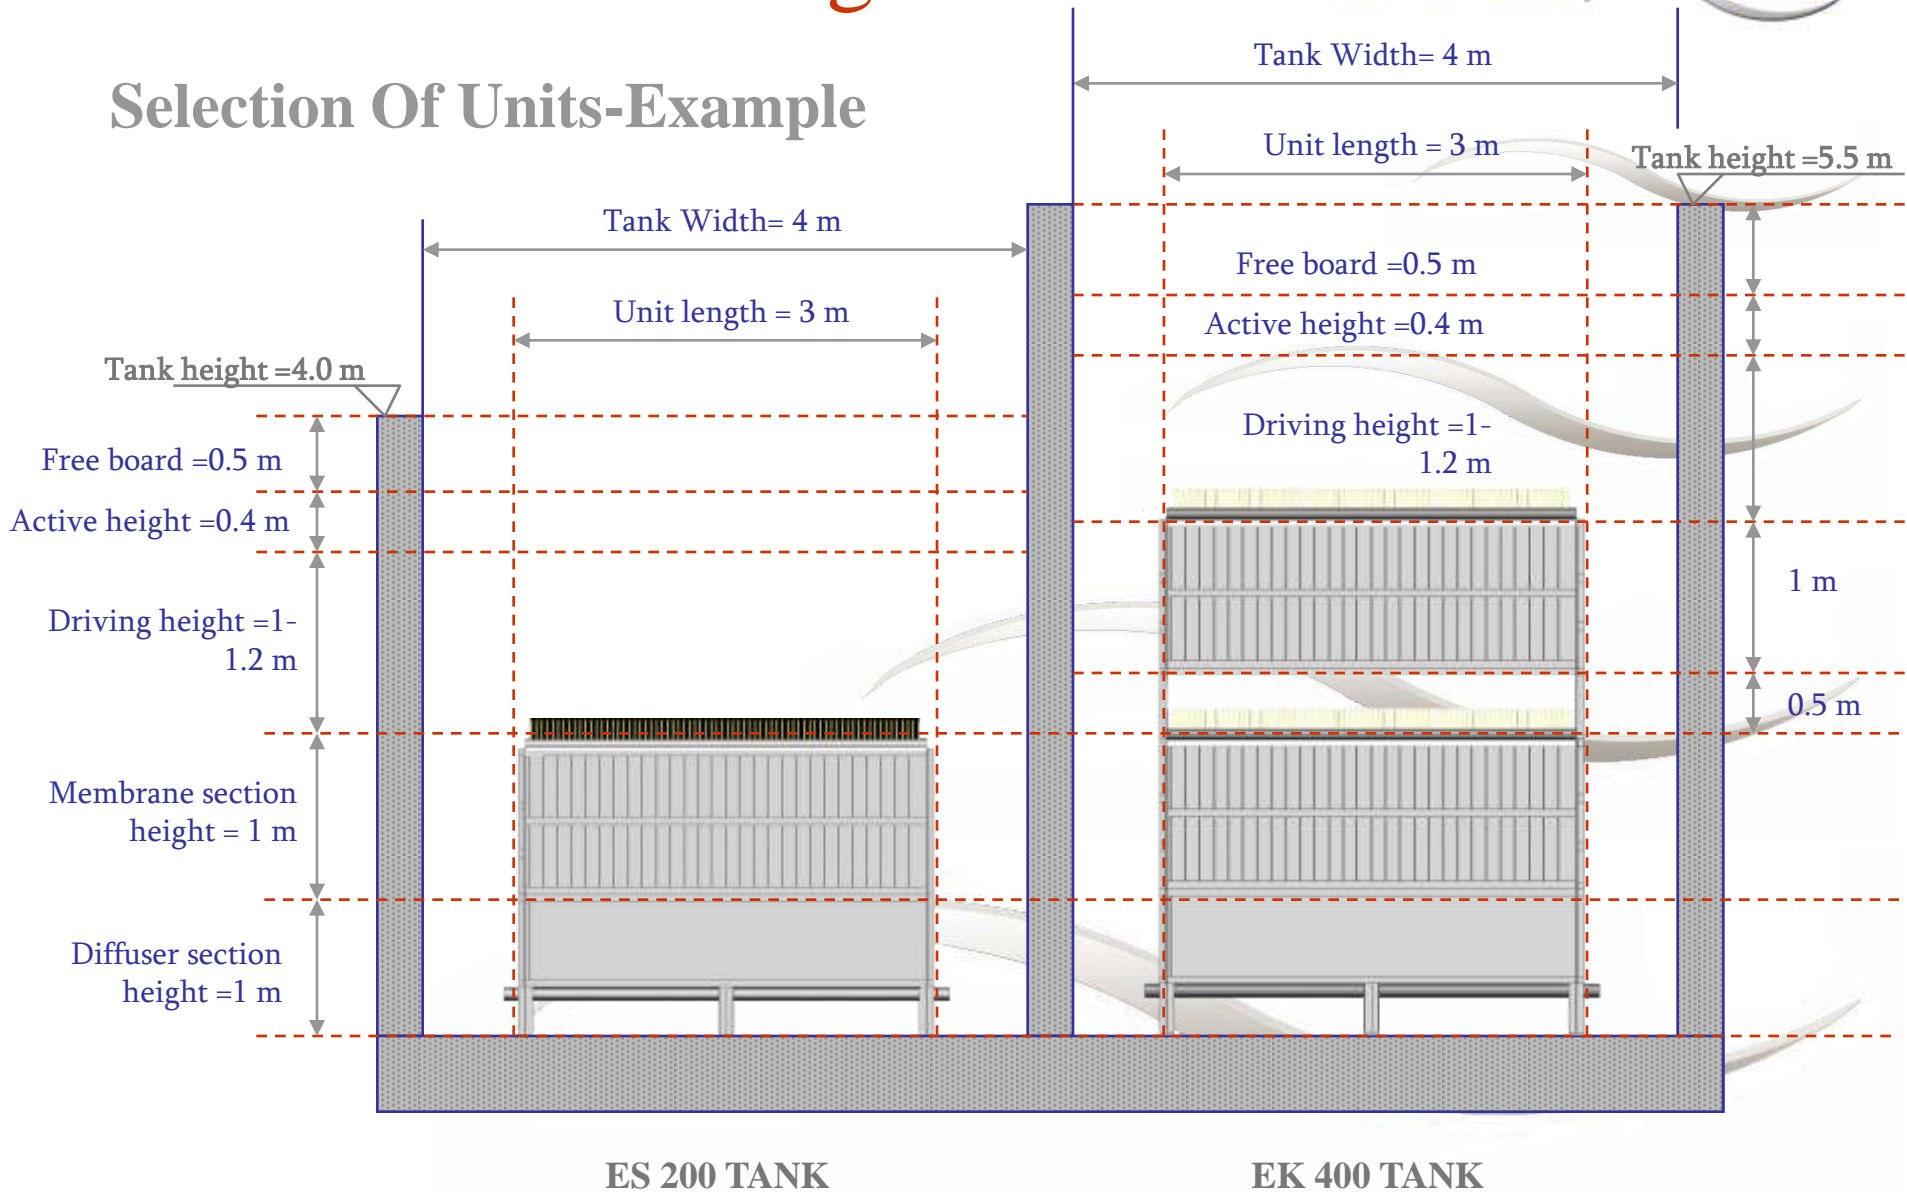 Selection Of Units-Example
Tank Width= 4 m
Unit length = 3 m
Tank height =5.5 m
Tank Width= 4 m
Unit length = 3 m
Tank height =4.0 m
Free board =0.5 m
Active height =0.4 m
Driving height =1-
1.2 m
Membrane section
height = 1 m
Diffuser section
height =1 m
Free board =0.5 m
Active height =0.4 m
Driving height =1-
1.2 m
1 m
0.5 m
ES 200 TANK
EK 400 TANK